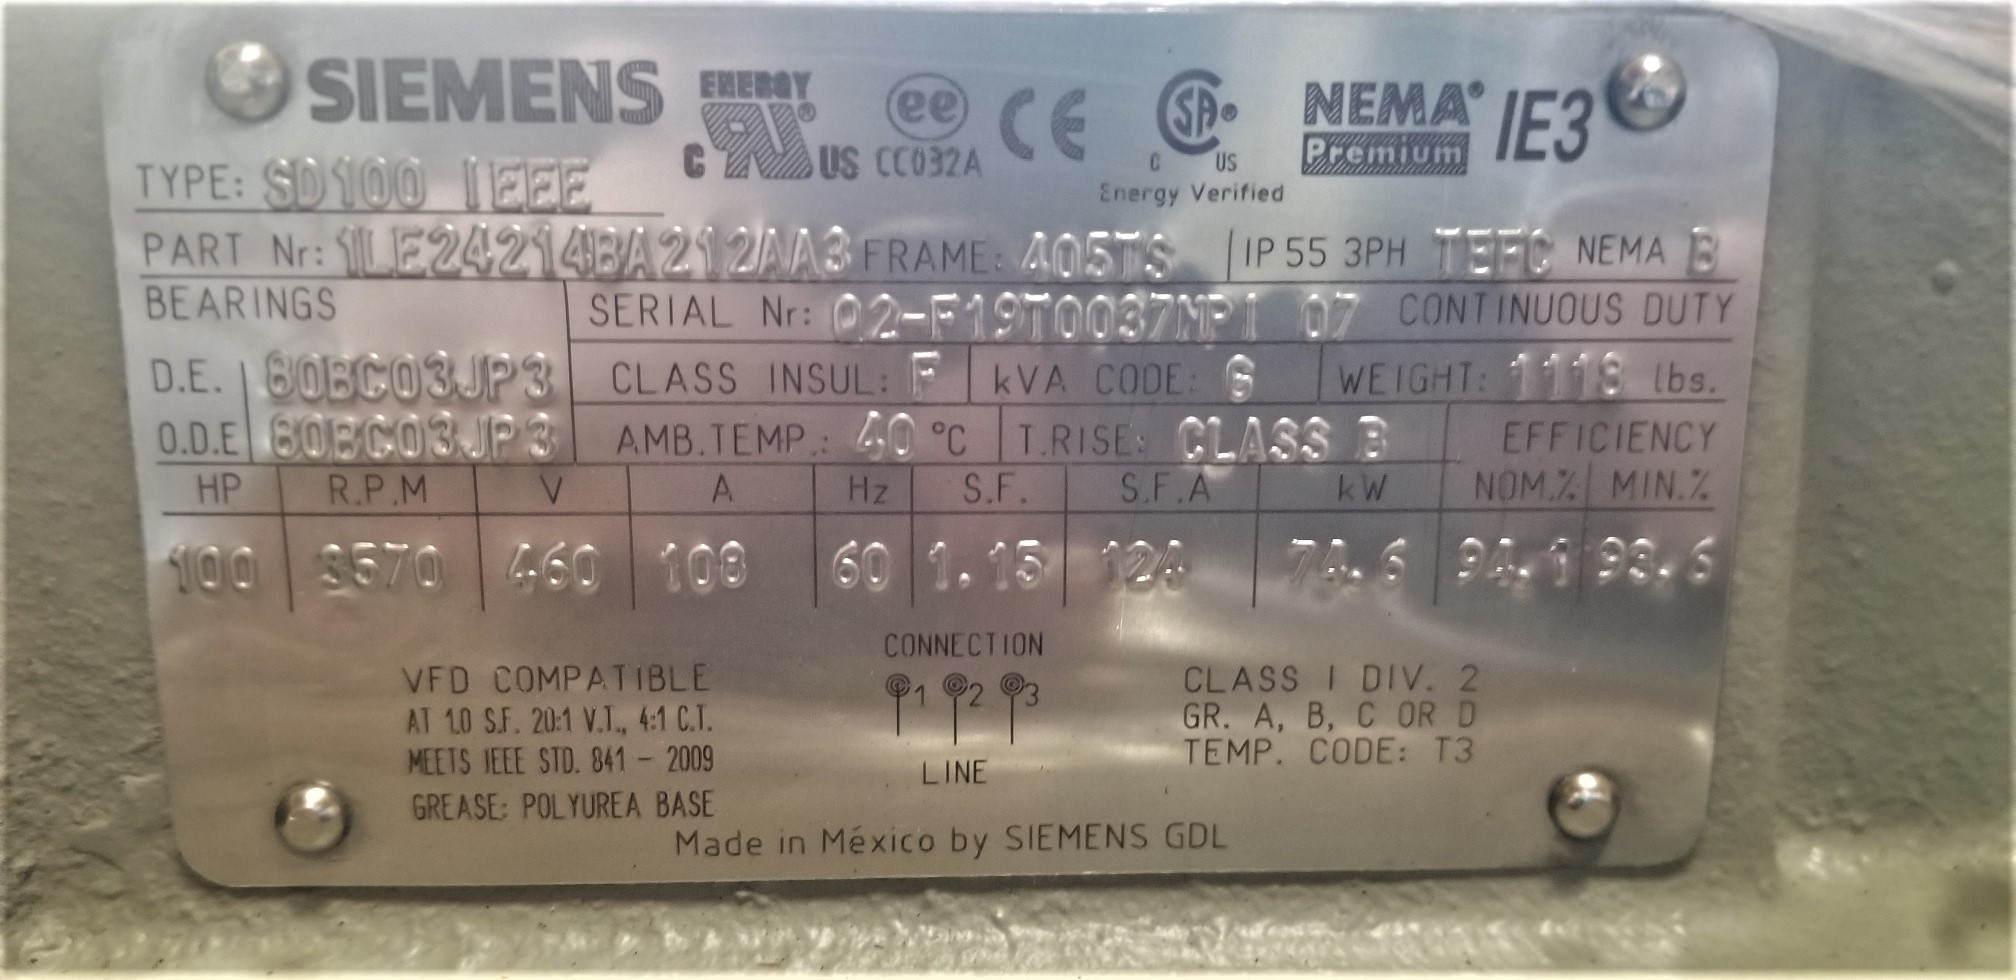 SIEMENS
ENERGY
C UR® US
ee
CC032A
CE
SA®
C US
Energy Verified
NEMA®
Premium
IE3
TYPE: SD100 IEEE
PART Nr: 1LE24214BA212AA3 FRAME: 405TS IP 55 3PH TEFC NEMA B
BEARINGS
SERIAL Nr: 02-F19T0037MP1 07 CONTINUOUS DUTY
D.E. 80BC03JP3 CLASS INSUL: F kVA CODE: G WEIGHT: 1118 lbs.
O.D.E 80BC03JP3 AMB.TEMP.: 40 °C T.RISE: CLASS B EFFICIENCY
HP R.P.M V A Hz S.F. S.F.A kW NOM.% MIN.%
100 3570 460 108 60 1.15 124 74.6 94.1 93.6
CONNECTION
1 2 3
LINE
VFD COMPATIBLE
AT 1.0 S.F. 20:1 V.T., 4:1 C.T.
MEETS IEEE STD. 841 - 2009
GREASE: POLYUREA BASE
CLASS I DIV. 2
GR. A, B, C OR D
TEMP. CODE: T3
Made in México by SIEMENS GDL